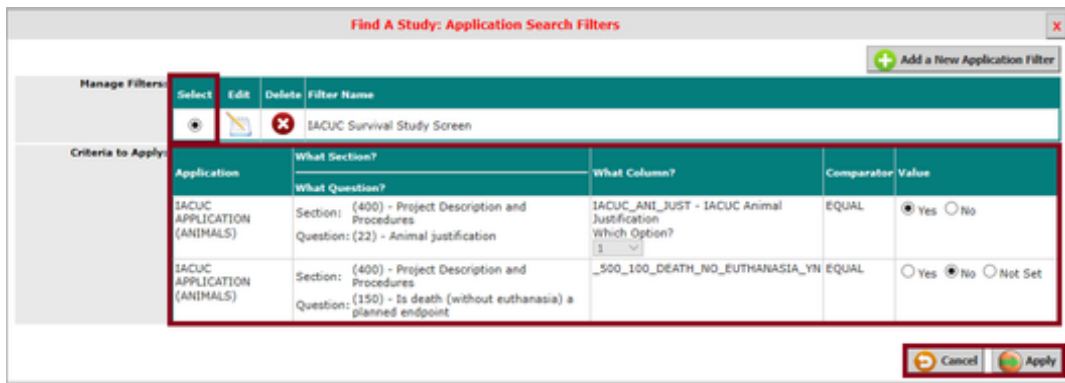 Find A Study: Application Search Filters
x
Add a New Application Filter
Manage Filters:
Select Edit Delete Filter Name
IACUC Survival Study Screen
Criteria to Apply:
Application
What Section?
What Question?
What Column?
Comparator Value
IACUC
APPLICATION
(ANIMALS)
Section: (400) - Project Description and
Procedures
Question: (22) - Animal justification
IACUC_ANI_JUST - IACUC Animal
Justification
Which Option?
1
EQUAL
Yes No
IACUC
APPLICATION
(ANIMALS)
Section: (400) - Project Description and
Procedures
Question: (150) - Is death (without euthanasia) a
planned endpoint
_500_100_DEATH_NO_EUTHANASIA_YN EQUAL
Yes No Not Set
Cancel Apply